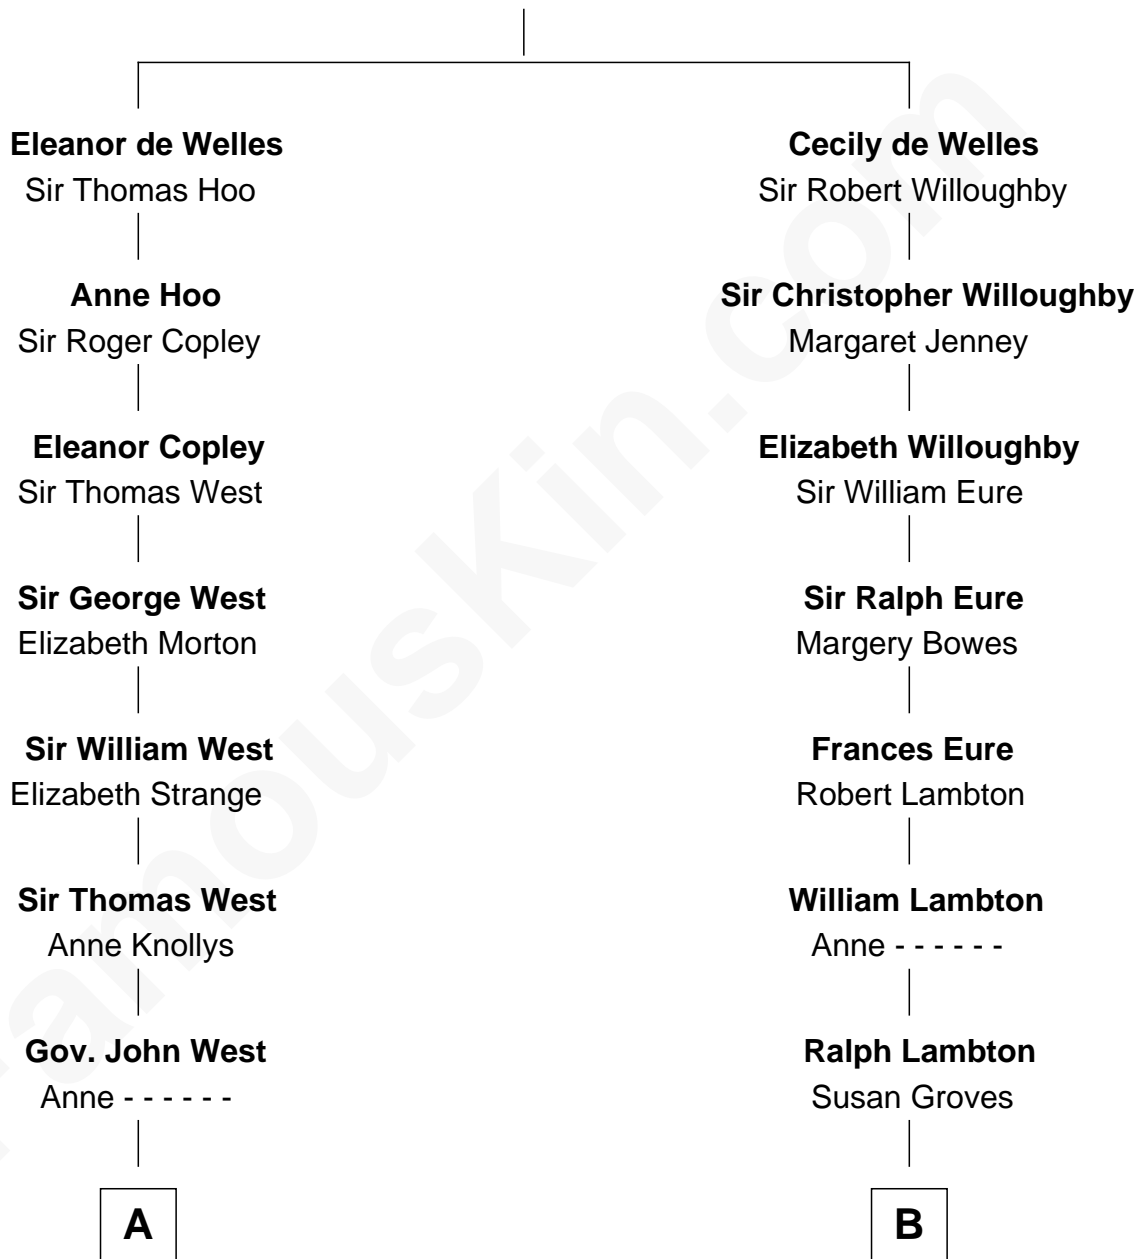 Eleanor de Welles
Sir Thomas Hoo
Anne Hoo
Sir Roger Copley
Eleanor Copley
Sir Thomas West
Sir George West
Elizabeth Morton
Sir William West
Elizabeth Strange
Sir Thomas West
Anne Knollys
Gov. John West
Anne - - - - - -
A
Cecily de Welles
Sir Robert Willoughby
Sir Christopher Willoughby
Margaret Jenney
Elizabeth Willoughby
Sir William Eure
Sir Ralph Eure
Margery Bowes
Frances Eure
Robert Lambton
William Lambton
Anne - - - - - -
Ralph Lambton
Susan Groves
B
FamousKin.com